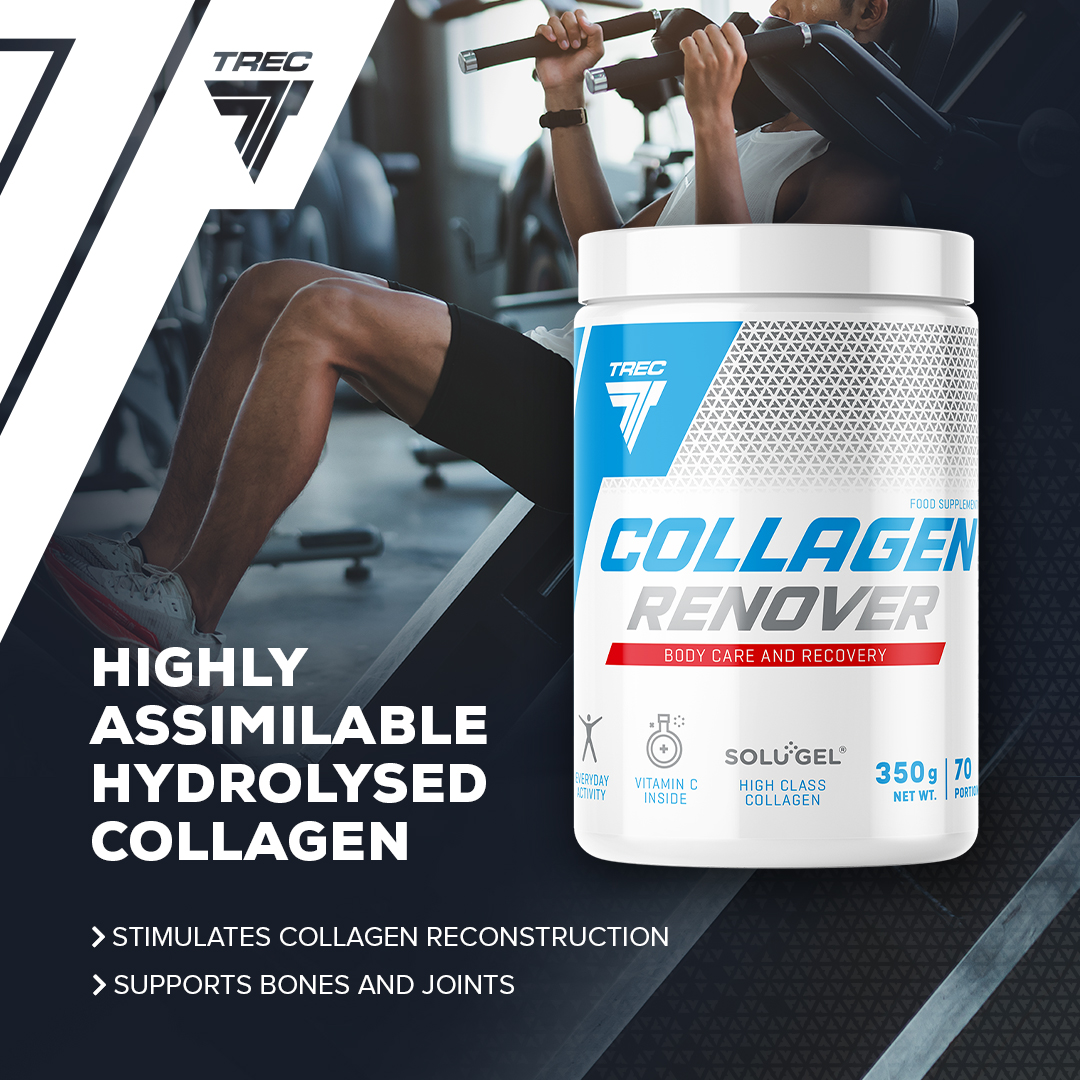 TREC
TREC
FOOD SUPPLEMENT
COLLAGEN
RENOVER
BODY CARE AND RECOVERY
EVERYDAY
ACTIVITY
VITAMIN C
INSIDE
SOLUGEL®
HIGH CLASS
COLLAGEN
350g
NET WT.
70
PORTION
HIGHLY
ASSIMILABLE
HYDROLYSED
COLLAGEN
STIMULATES COLLAGEN RECONSTRUCTION
SUPPORTS BONES AND JOINTS